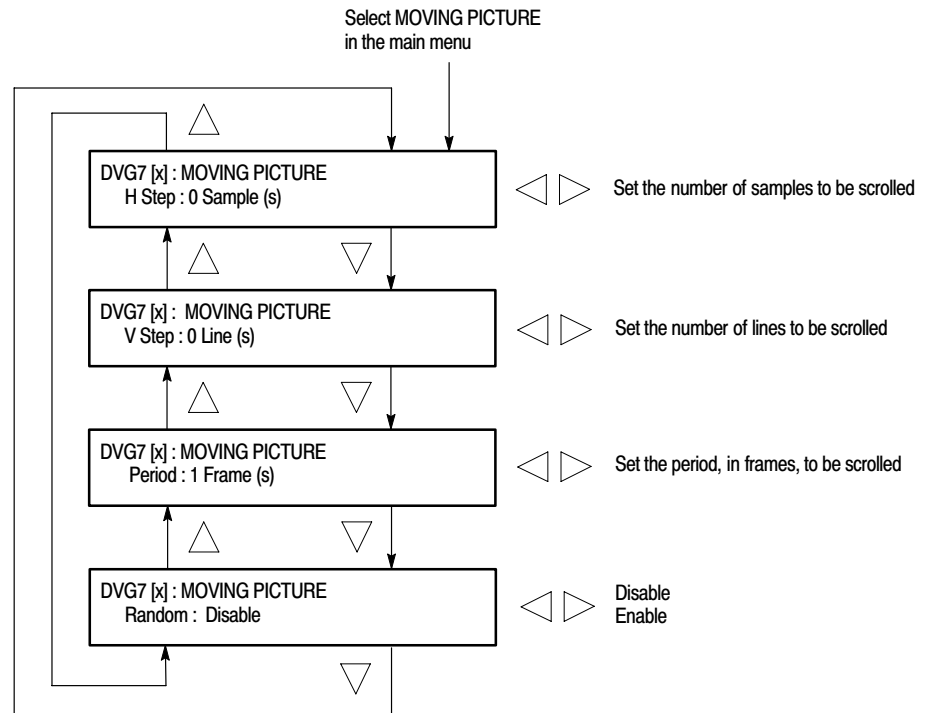 Select MOVING PICTURE
in the main menu
DVG7 [x] : MOVING PICTURE
H Step : 0 Sample (s)
Set the number of samples to be scrolled
DVG7 [x] : MOVING PICTURE
V Step : 0 Line (s)
Set the number of lines to be scrolled
DVG7 [x] : MOVING PICTURE
Period : 1 Frame (s)
Set the period, in frames, to be scrolled
DVG7 [x] : MOVING PICTURE
Random : Disable
Disable
Enable